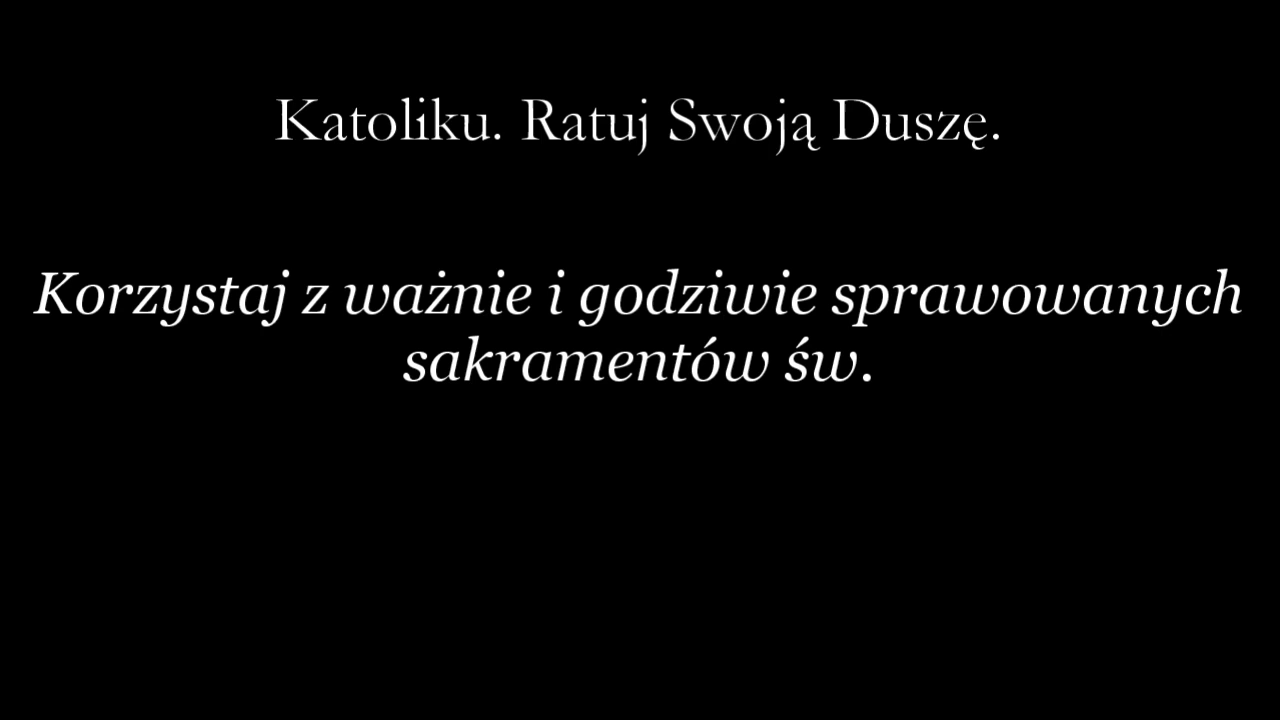 Katoliku. Ratuj Swoją Duszę.
Korzystaj z ważnie i godziwie sprawowanych
sakramentów św.